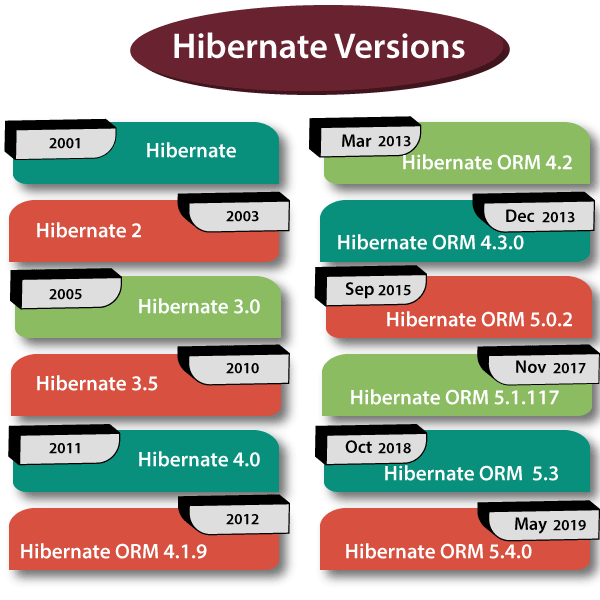 Hibernate Versions
2001
Hibernate
2003
Hibernate 2
2005
Hibernate 3.0
2010
Hibernate 3.5
2011
Hibernate 4.0
2012
Hibernate ORM 4.1.9
Mar 2013
Hibernate ORM 4.2
Dec 2013
Hibernate ORM 4.3.0
Sep 2015
Hibernate ORM 5.0.2
Nov 2017
Hibernate ORM 5.1.117
Oct 2018
Hibernate ORM 5.3
May 2019
Hibernate ORM 5.4.0